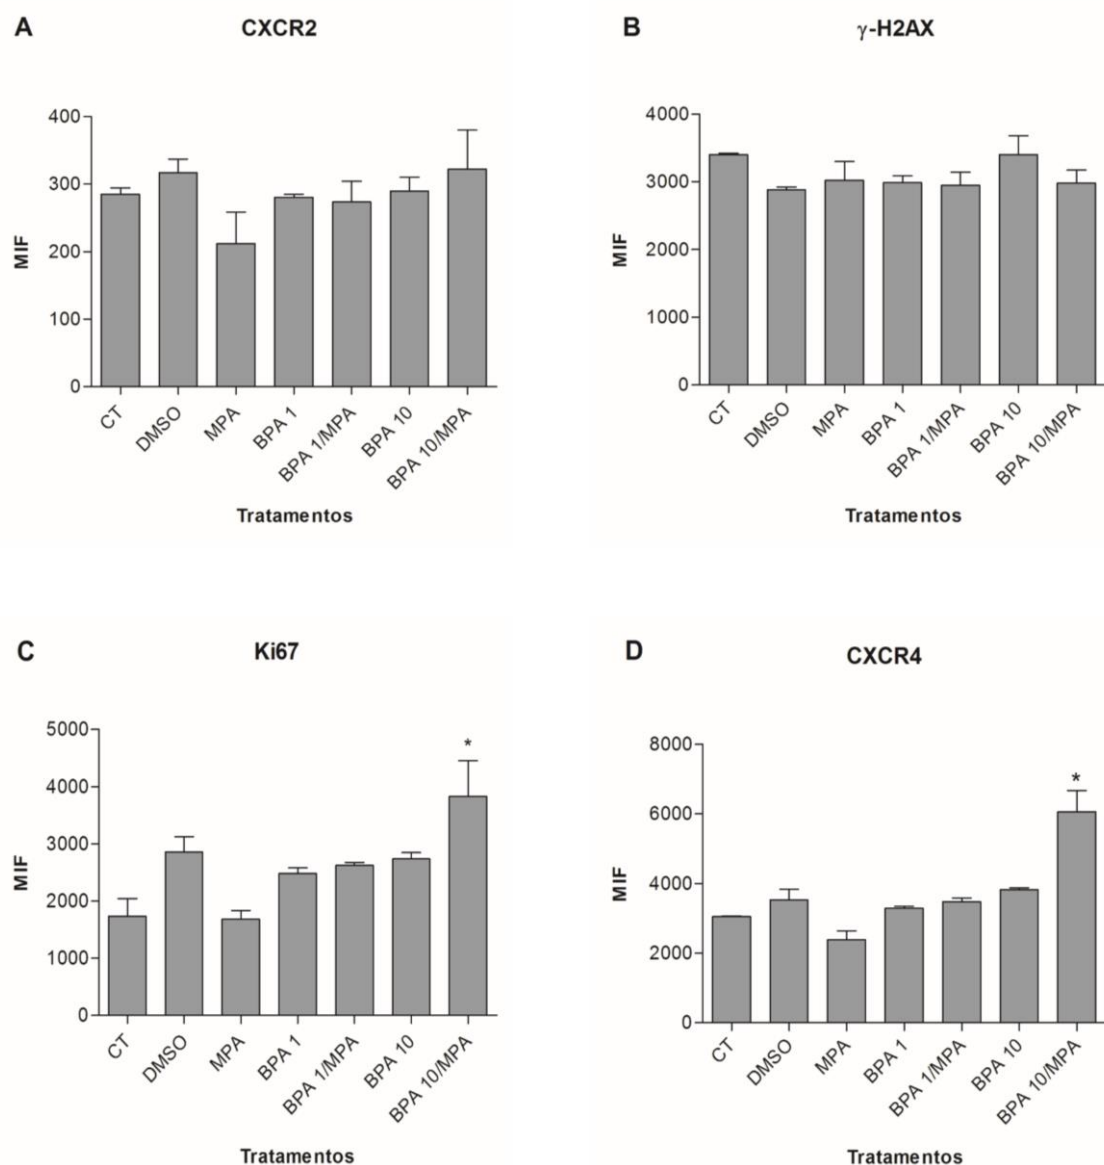 A
CXCR2
MIF
400
300
200
100
0
CT
DMSO
MPA
BPA 1
BPA 1/MPA
BPA 10
BPA 10/MPA
Tratamentos
B
γ-H2AX
MIF
4000
3000
2000
1000
0
CT
DMSO
MPA
BPA 1
BPA 1/MPA
BPA 10
BPA 10/MPA
Tratamentos
C
Ki67
MIF
5000
4000
3000
2000
1000
0
*
CT
DMSO
MPA
BPA 1
BPA 1/MPA
BPA 10
BPA 10/MPA
Tratamentos
D
CXCR4
MIF
8000
6000
4000
2000
0
*
CT
DMSO
MPA
BPA 1
BPA 1/MPA
BPA 10
BPA 10/MPA
Tratamentos